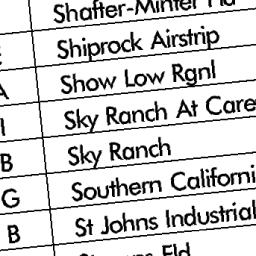 Shafter-Minter Fld
Shiprock Airstrip
A Show Low Rgnl
Sky Ranch At Care
B Sky Ranch
G Southern Californi
B St Johns Industrial
Fld